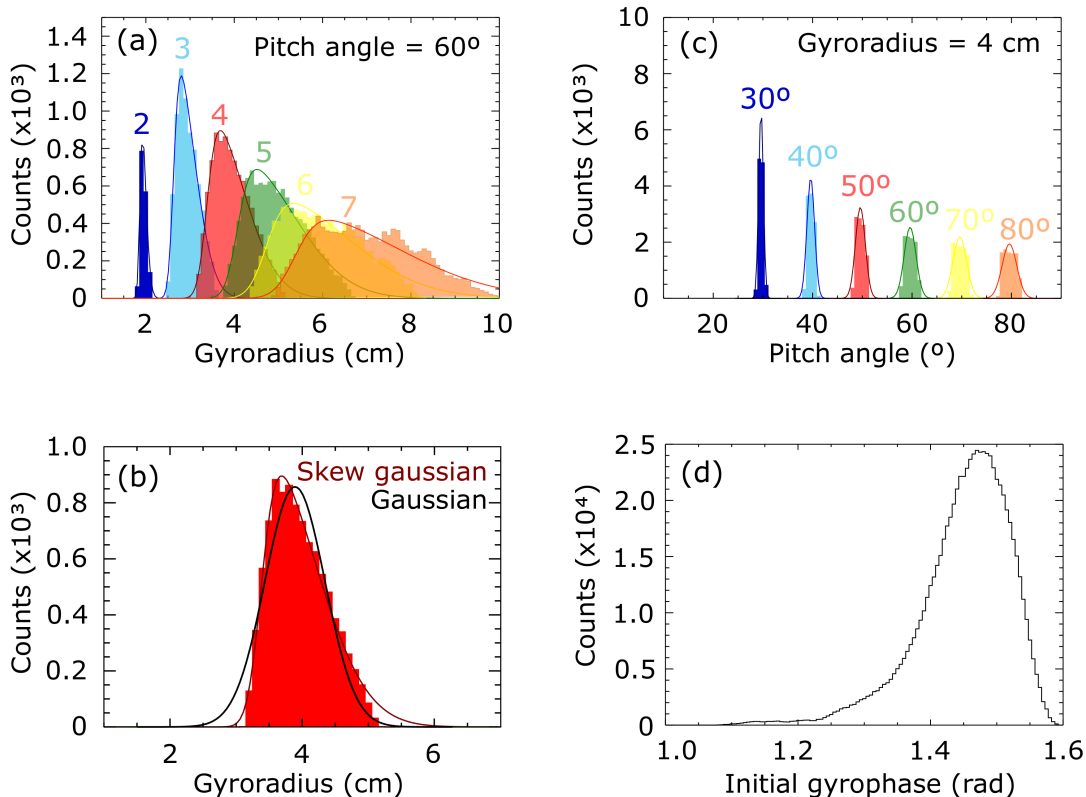 (a)
Pitch angle = 60º
Counts (x10³)
1.4
1.2
1.0
0.8
0.6
0.4
0.2
0
2
3
4
5
6
7
2 4 6 8 10
Gyroradius (cm)
(c)
Gyroradius = 4 cm
Counts (x10³)
10
8
6
4
2
0
30º
40º
50º
60º
70º
80º
20 40 60 80
Pitch angle (º)
(b)
Skew gaussian
Gaussian
Counts (x10³)
1.0
0.8
0.6
0.4
0.2
0
2 4 6
Gyroradius (cm)
(d)
Counts (x10⁴)
2.5
2.0
1.5
1.0
0.5
0
1.0 1.2 1.4 1.6
Initial gyrophase (rad)